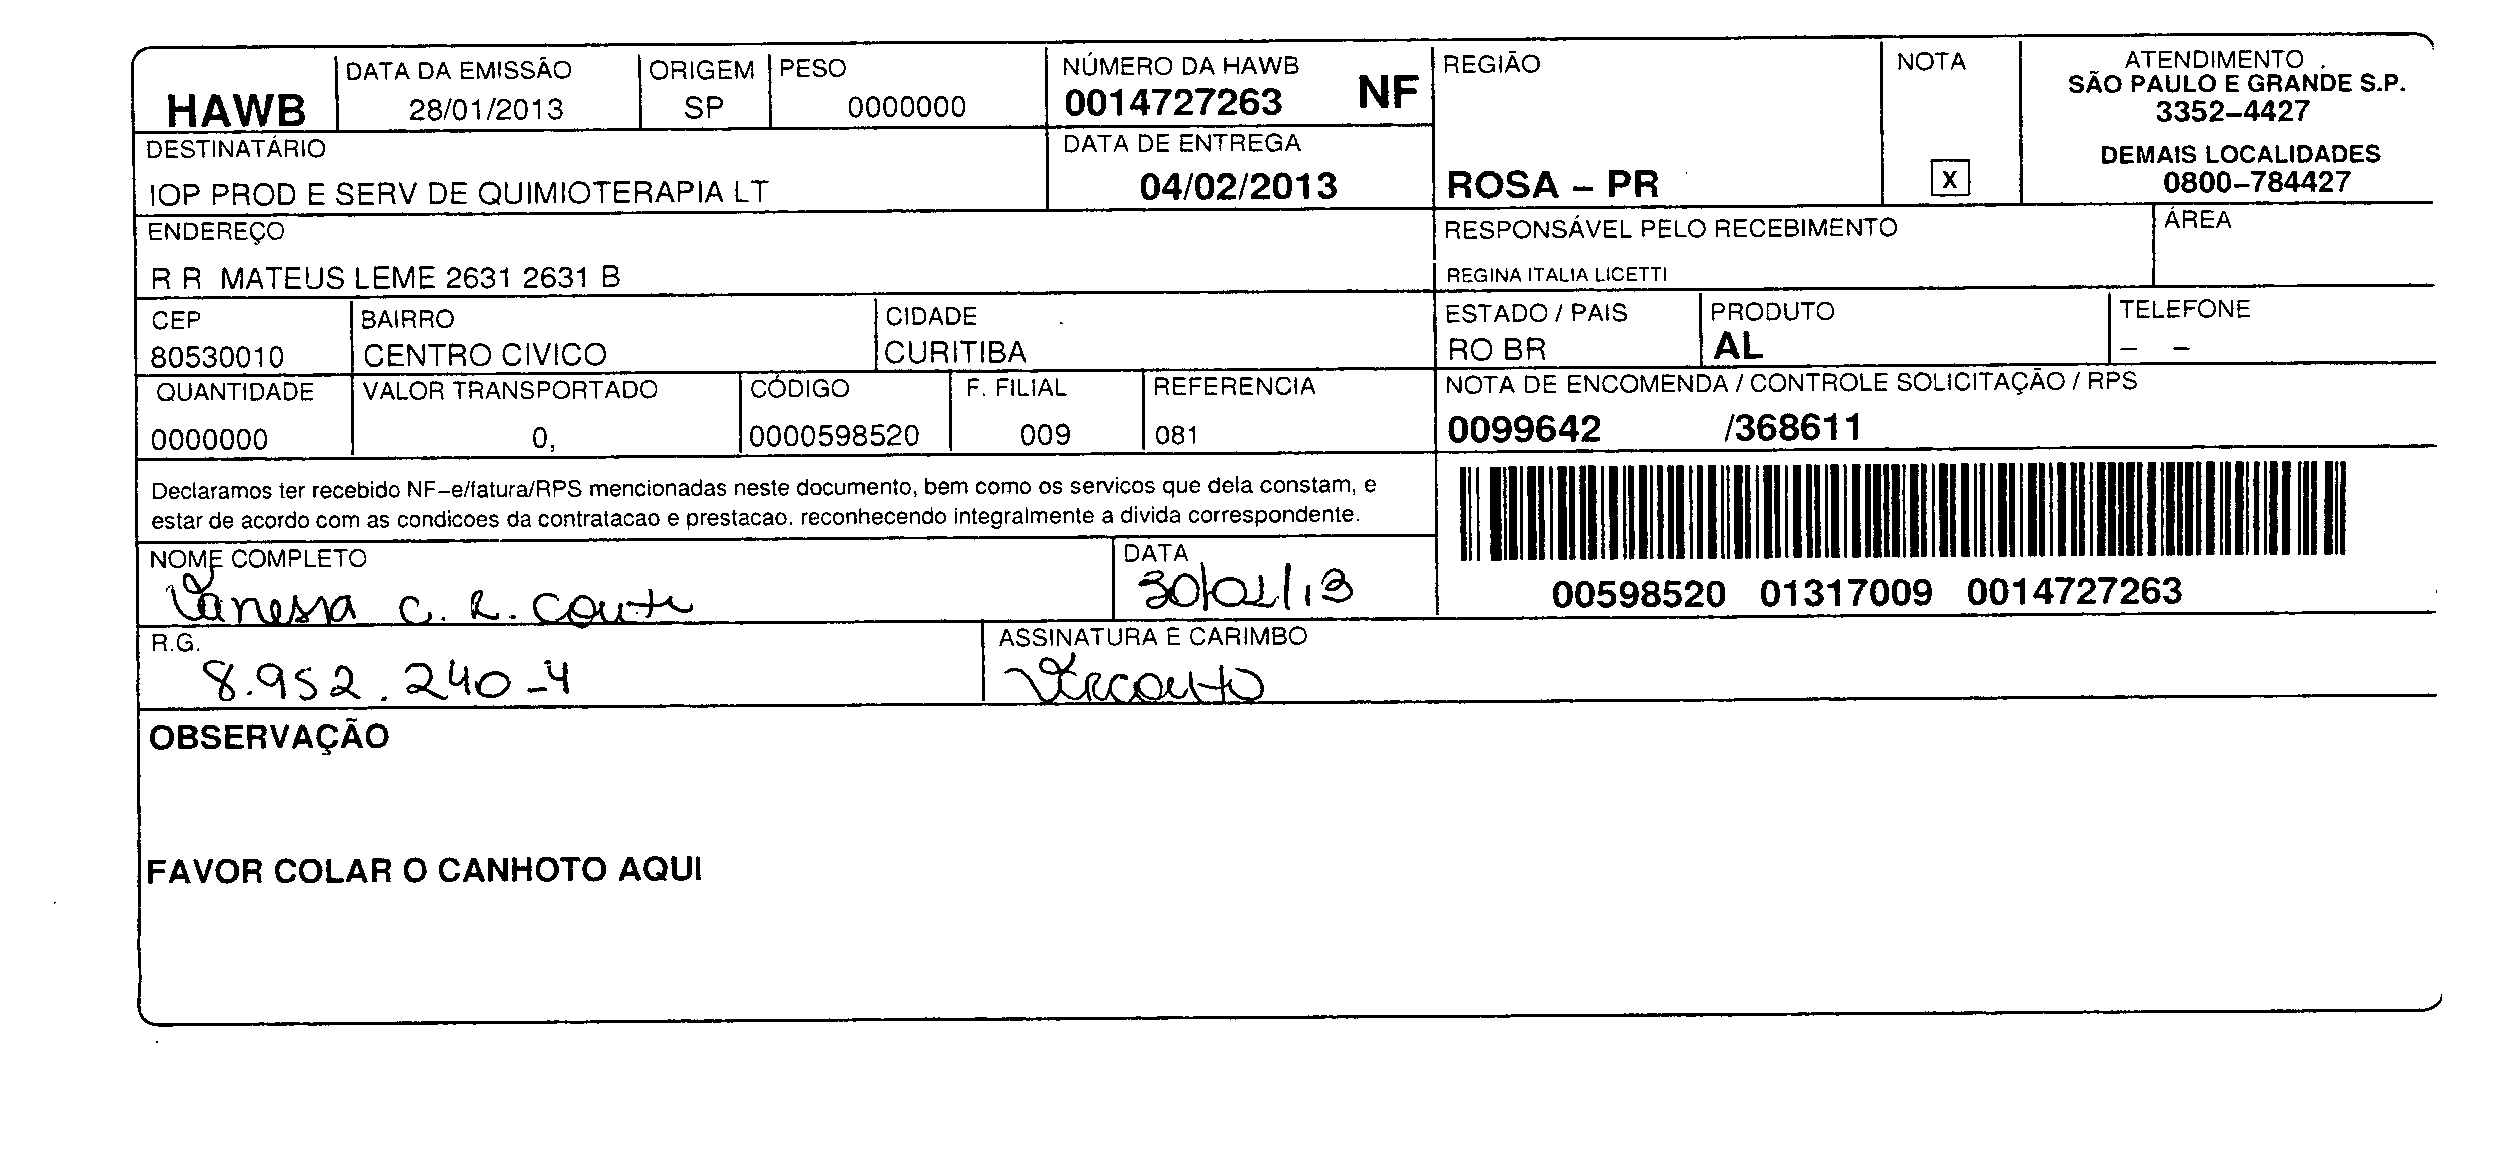 HAWB
DATA DA EMISSÃO
28/01/2013
ORIGEM
SP
PESO
0000000
NÚMERO DA HAWB
0014727263 NF
REGIÃO
ROSA – PR
NOTA
X
ATENDIMENTO
SÃO PAULO E GRANDE S.P.
3352–4427
DEMAIS LOCALIDADES
0800–784427
DESTINATÁRIO
IOP PROD E SERV DE QUIMIOTERAPIA LT
DATA DE ENTREGA
04/02/2013
ENDEREÇO
R R MATEUS LEME 2631 2631 B
RESPONSÁVEL PELO RECEBIMENTO
REGINA ITALIA LICETTI
ÁREA
CEP
80530010
BAIRRO
CENTRO CIVICO
CIDADE
CURITIBA
ESTADO / PAIS
RO BR
PRODUTO
AL
TELEFONE
– –
QUANTIDADE
0000000
VALOR TRANSPORTADO
0,
CÓDIGO
0000598520
F. FILIAL
009
REFERENCIA
081
NOTA DE ENCOMENDA / CONTROLE SOLICITAÇÃO / RPS
0099642 /368611
Declaramos ter recebido NF–e/fatura/RPS mencionadas neste documento, bem como os servicos que dela constam, e
estar de acordo com as condicoes da contratacao e prestacao. reconhecendo integralmente a divida correspondente.
00598520 01317009 0014727263
NOME COMPLETO
Vanessa C. R. Couto
DATA
30/01/13
R.G.
8.952.240-4
ASSINATURA E CARIMBO
VCRCouto
OBSERVAÇÃO
FAVOR COLAR O CANHOTO AQUI